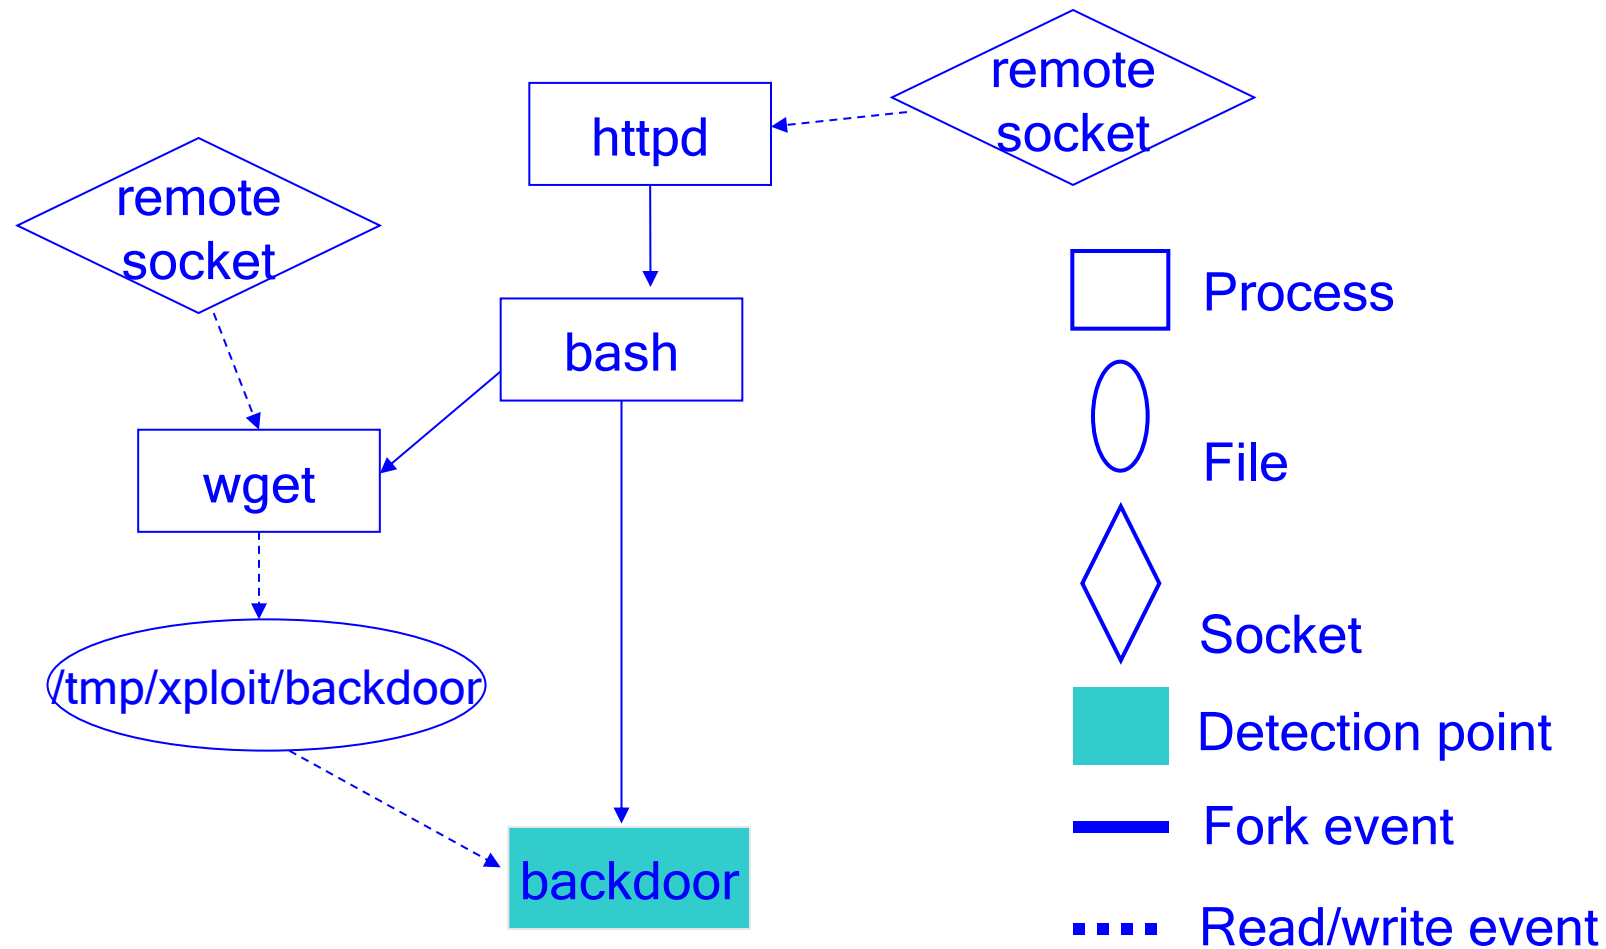 remote
socket
httpd
remote
socket
bash
wget
/tmp/xploit/backdoor
backdoor
Process
File
Socket
Detection point
Fork event
Read/write event